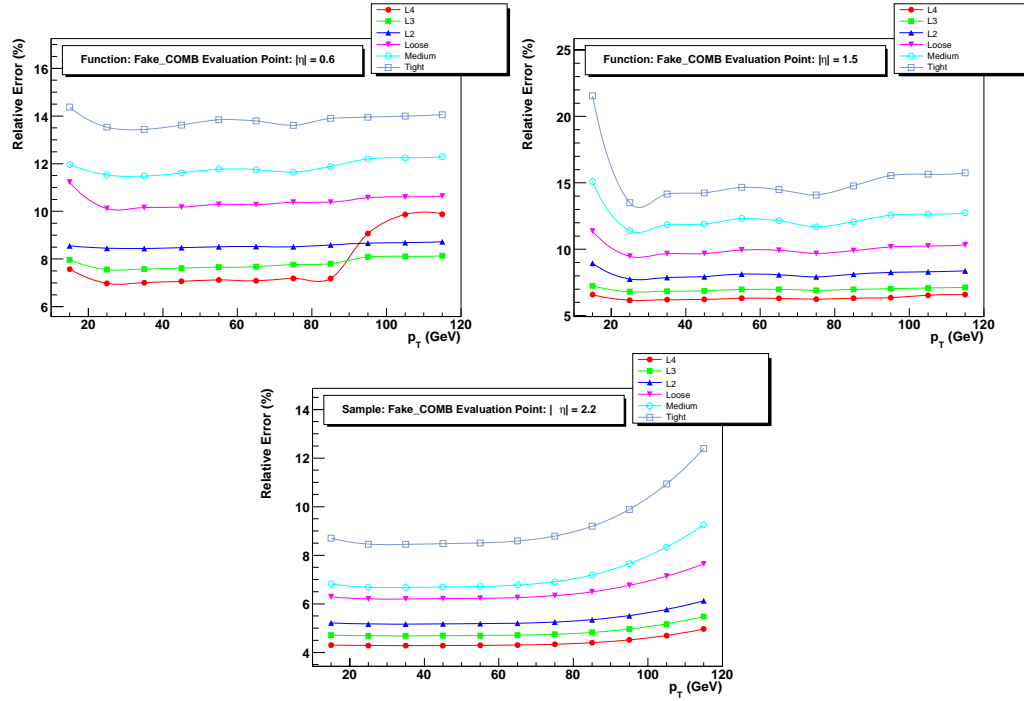 L4
L3
L2
Loose
Medium
Tight
Function: Fake_COMB Evaluation Point: |η| = 0.6
Relative Error (%)
16
14
12
10
8
6
20 40 60 80 100 120
p_T (GeV)
L4
L3
L2
Loose
Medium
Tight
Function: Fake_COMB Evaluation Point: |η| = 1.5
Relative Error (%)
25
20
15
10
5
20 40 60 80 100 120
p_T (GeV)
L4
L3
L2
Loose
Medium
Tight
Sample: Fake_COMB Evaluation Point: | η| = 2.2
Relative Error (%)
14
12
10
8
6
4
20 40 60 80 100 120
p_T (GeV)